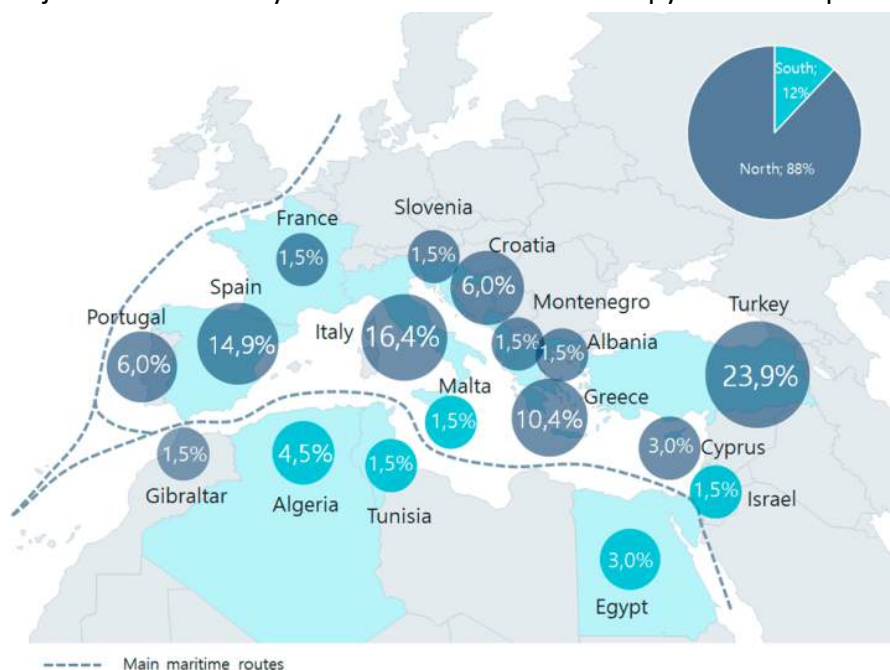 South;
12%
North; 88%
Slovenia
France
1,5%
Croatia
1,5%
6,0%
Spain
Montenegro
Turkey
Portugal
14,9%
Italy
16,4%
1,5%
Albania
1,5%
6,0%
23,9%
Malta
Greece
1,5%
10,4%
1,5%
4,5%
1,5%
3,0%
Cyprus
Gibraltar
Algeria
Tunisia
1,5%
Israel
3,0%
Egypt
Main maritime routes